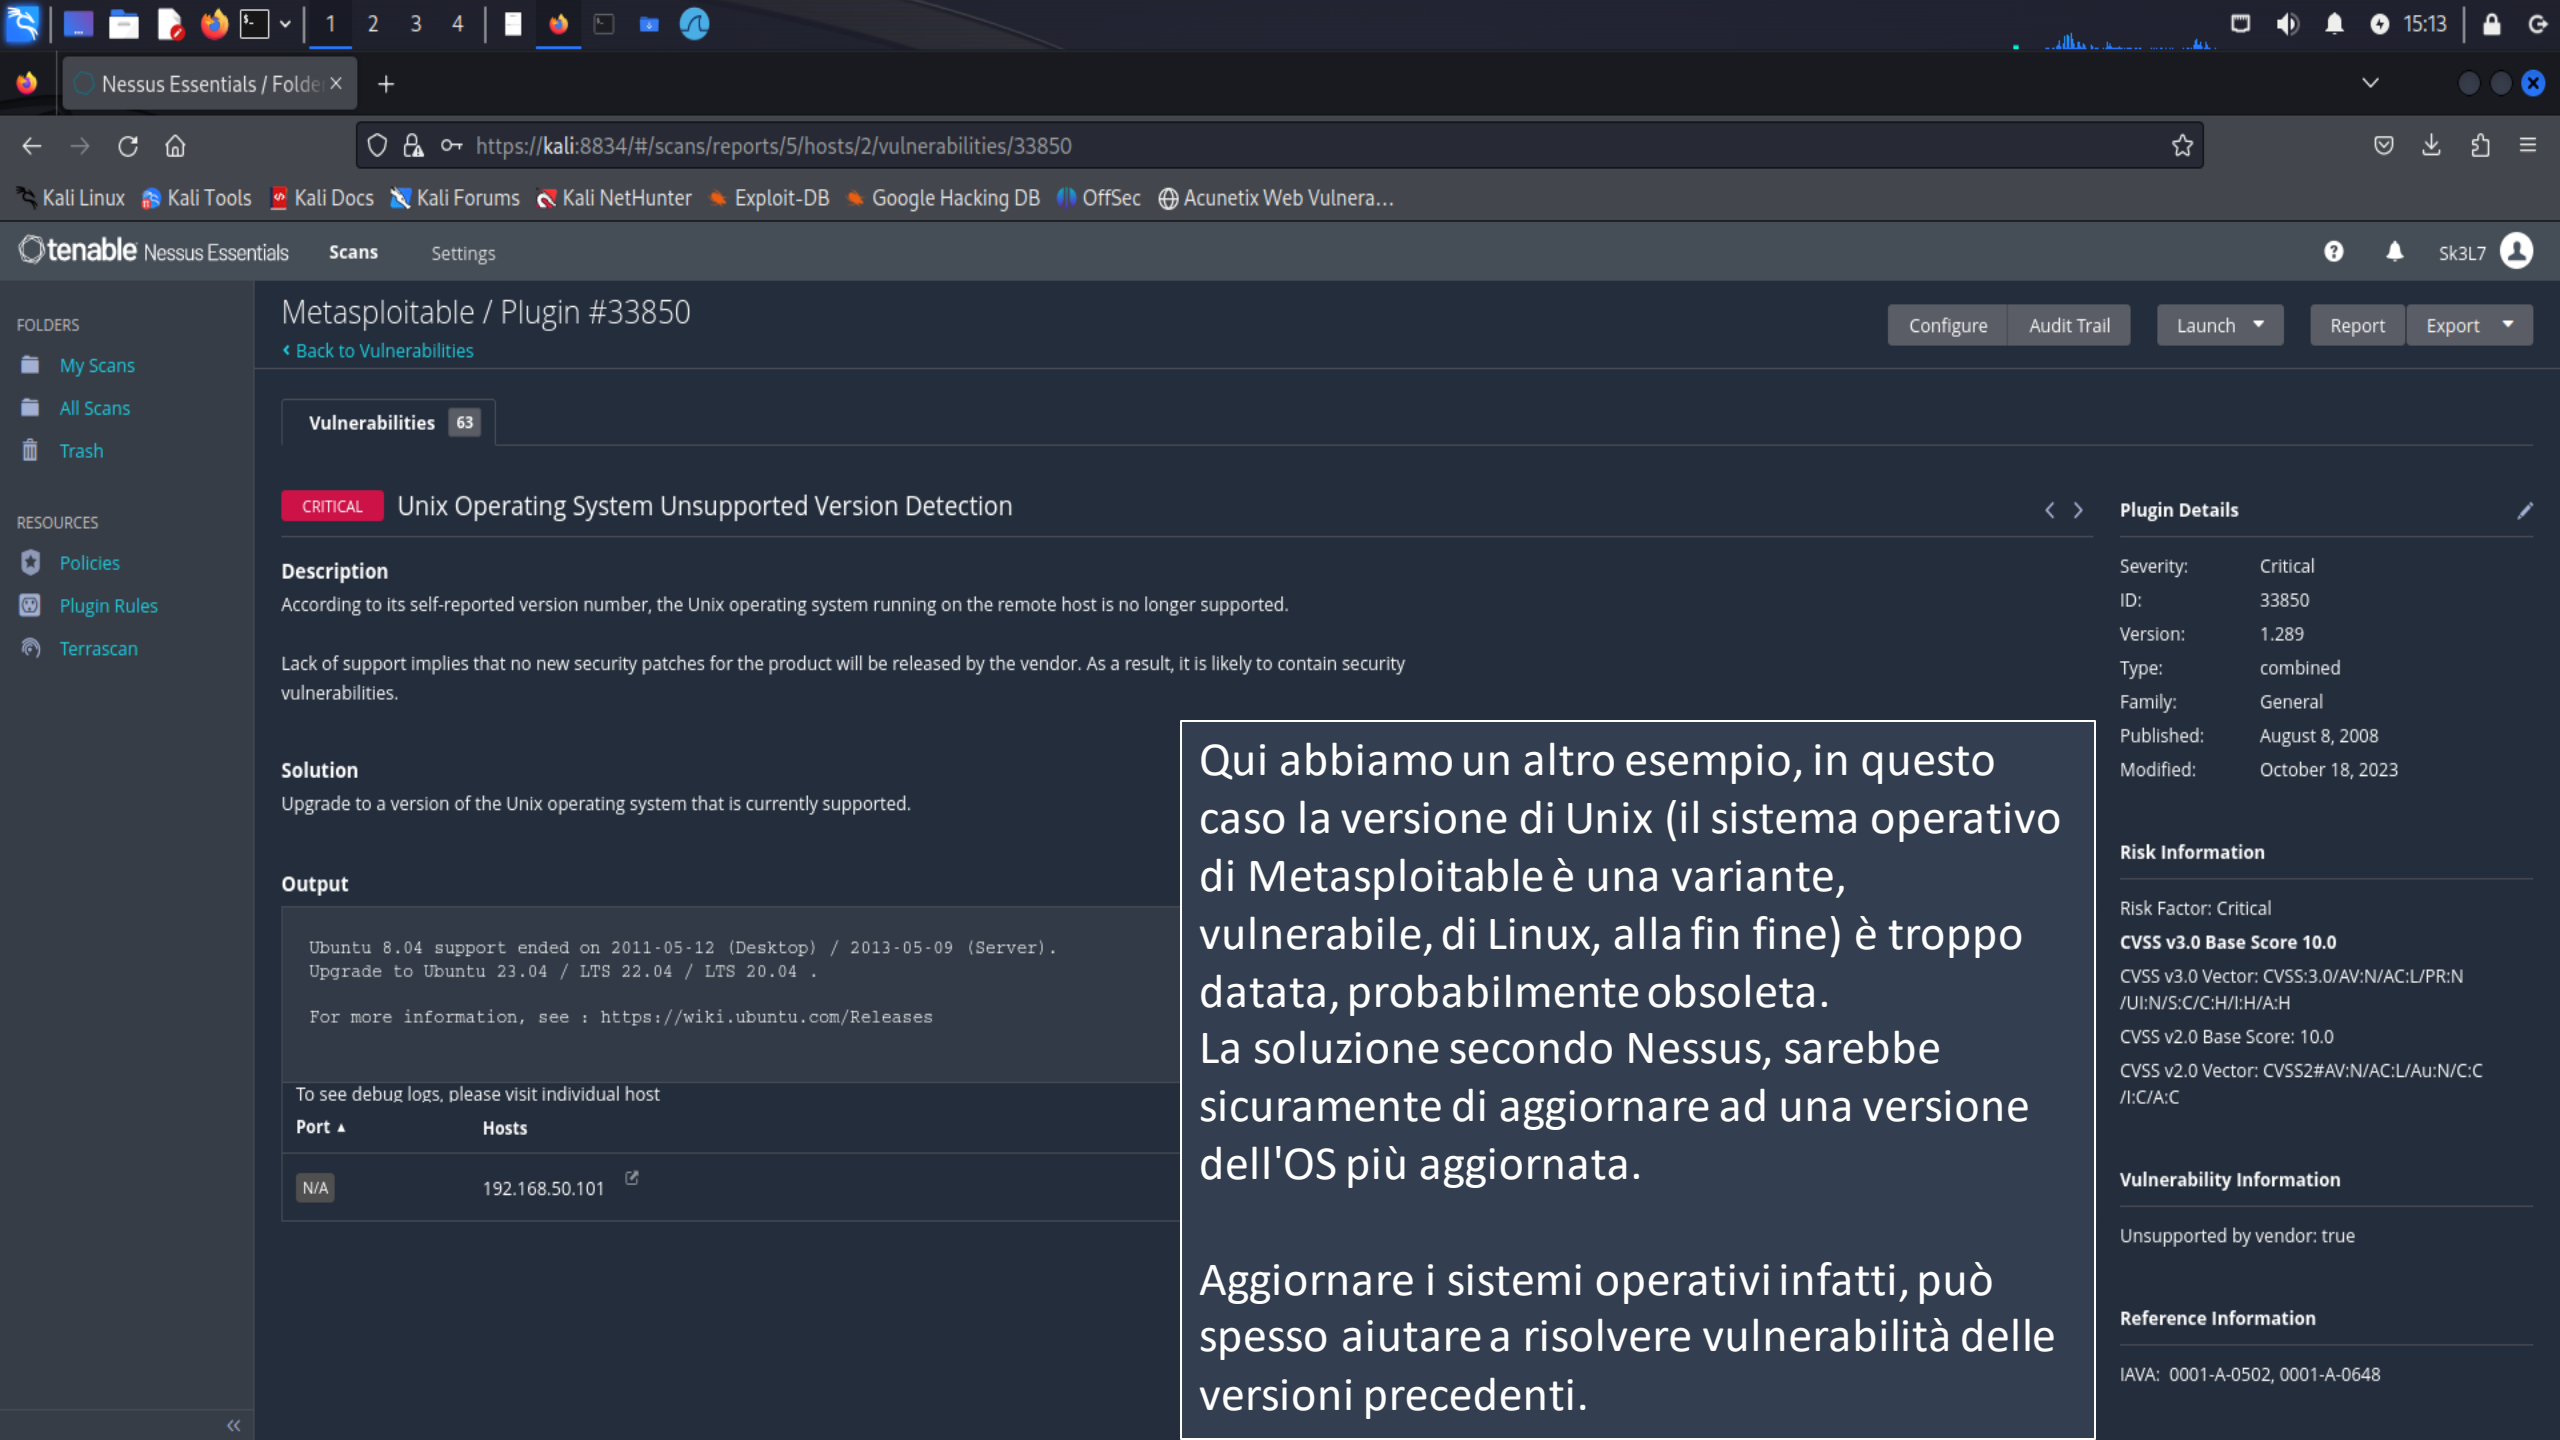 1 2 3 4
15:13
Nessus Essentials / Folde
https://kali:8834/#/scans/reports/5/hosts/2/vulnerabilities/33850
Kali Linux Kali Tools Kali Docs Kali Forums Kali NetHunter Exploit-DB Google Hacking DB OffSec Acunetix Web Vulnera...
tenable Nessus Essentials Scans Settings
Sk3L7
FOLDERS
My Scans
All Scans
Trash
RESOURCES
Policies
Plugin Rules
Terrascan
Metasploitable / Plugin #33850
Back to Vulnerabilities
Configure Audit Trail Launch Report Export
Vulnerabilities 63
CRITICAL Unix Operating System Unsupported Version Detection
Description
According to its self-reported version number, the Unix operating system running on the remote host is no longer supported.
Lack of support implies that no new security patches for the product will be released by the vendor. As a result, it is likely to contain security
vulnerabilities.
Solution
Upgrade to a version of the Unix operating system that is currently supported.
Output
Ubuntu 8.04 support ended on 2011-05-12 (Desktop) / 2013-05-09 (Server).
Upgrade to Ubuntu 23.04 / LTS 22.04 / LTS 20.04 .
For more information, see : https://wiki.ubuntu.com/Releases
To see debug logs, please visit individual host
Port Hosts
N/A 192.168.50.101
Qui abbiamo un altro esempio, in questo
caso la versione di Unix (il sistema operativo
di Metasploitable è una variante,
vulnerabile, di Linux, alla fin fine) è troppo
datata, probabilmente obsoleta.
La soluzione secondo Nessus, sarebbe
sicuramente di aggiornare ad una versione
dell'OS più aggiornata.
Aggiornare i sistemi operativi infatti, può
spesso aiutare a risolvere vulnerabilità delle
versioni precedenti.
Plugin Details
Severity: Critical
ID: 33850
Version: 1.289
Type: combined
Family: General
Published: August 8, 2008
Modified: October 18, 2023
Risk Information
Risk Factor: Critical
CVSS v3.0 Base Score 10.0
CVSS v3.0 Vector: CVSS:3.0/AV:N/AC:L/PR:N
/UI:N/S:C/C:H/I:H/A:H
CVSS v2.0 Base Score: 10.0
CVSS v2.0 Vector: CVSS2#AV:N/AC:L/Au:N/C:C
/I:C/A:C
Vulnerability Information
Unsupported by vendor: true
Reference Information
IAVA: 0001-A-0502, 0001-A-0648